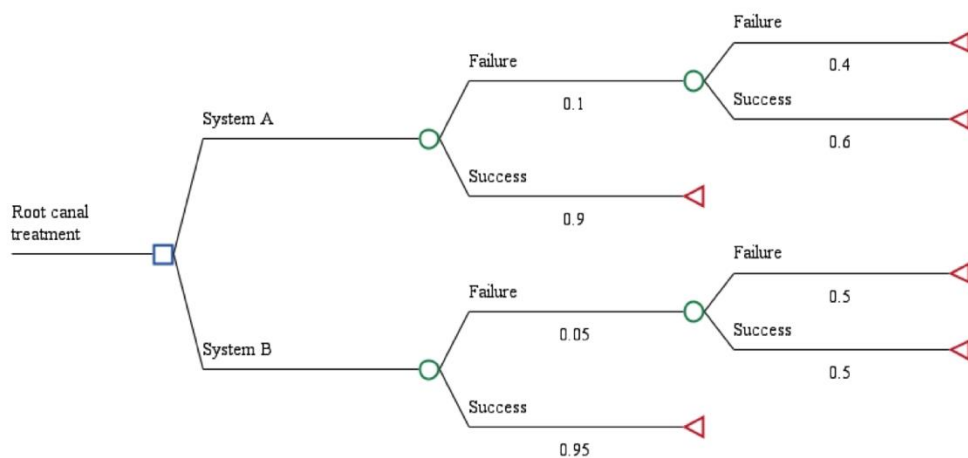 Failure
0.4
Failure
0.1
Success
0.6
System A
Success
0.9
Root canal
treatment
Failure
0.5
Failure
0.05
Success
0.5
System B
Success
0.95